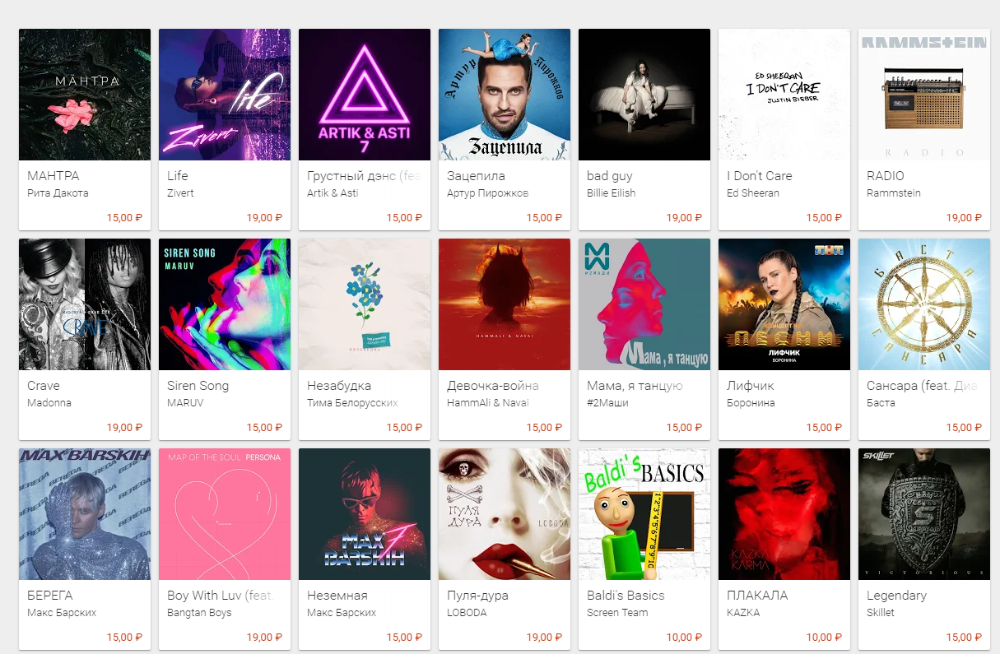 МАНТРА
life
Zivert
ARTIK & ASTI
7
Артур Пирожков
Зацепила
ED SHEERAN
I DON'T CARE
JUSTIN BIEBER
RAMMSTEIN
RADIO
МАНТРА
Life
Грустный дэнс (fea
Зацепила
bad guy
I Don't Care
RADIO
Рита Дакота
Zivert
Artik & Asti
Артур Пирожков
Billie Eilish
Ed Sheeran
Rammstein
15,00 ₽
19,00 ₽
15,00 ₽
15,00 ₽
19,00 ₽
15,00 ₽
19,00 ₽
CRAVE
SIREN SONG
MARUV
НЕЗАБУДКА
HAMMALI & NAVAI
#2МАШИ
Мама, я танцую
ТНТ
ПЕСНИ
ЛИФЧИК
БОРОНИНА
БАСТА
САНСАРА
Crave
Siren Song
Незабудка
Девочка-война
Мама, я танцую
Лифчик
Сансара (feat. Диа
Madonna
MARUV
Тима Белорусских
HammAli & Navai
#2Маши
Боронина
Баста
19,00 ₽
15,00 ₽
15,00 ₽
15,00 ₽
15,00 ₽
15,00 ₽
15,00 ₽
MAX BARSKIH
BEREGA
MAP OF THE SOUL PERSONA
MAX BARSKIH
7
ПУЛЯ
ДУРА
LOBODA
Baldi's BASICS
1"2"3"4"5"6"7"8"9"10
KAZKA
KARMA
SKILLET
S
VICTORIOUS
БЕРЕГА
Boy With Luv (feat.
Неземная
Пуля-дура
Baldi's Basics
ПЛАКАЛА
Legendary
Макс Барских
Bangtan Boys
Макс Барских
LOBODA
Screen Team
KAZKA
Skillet
15,00 ₽
19,00 ₽
15,00 ₽
19,00 ₽
10,00 ₽
10,00 ₽
15,00 ₽